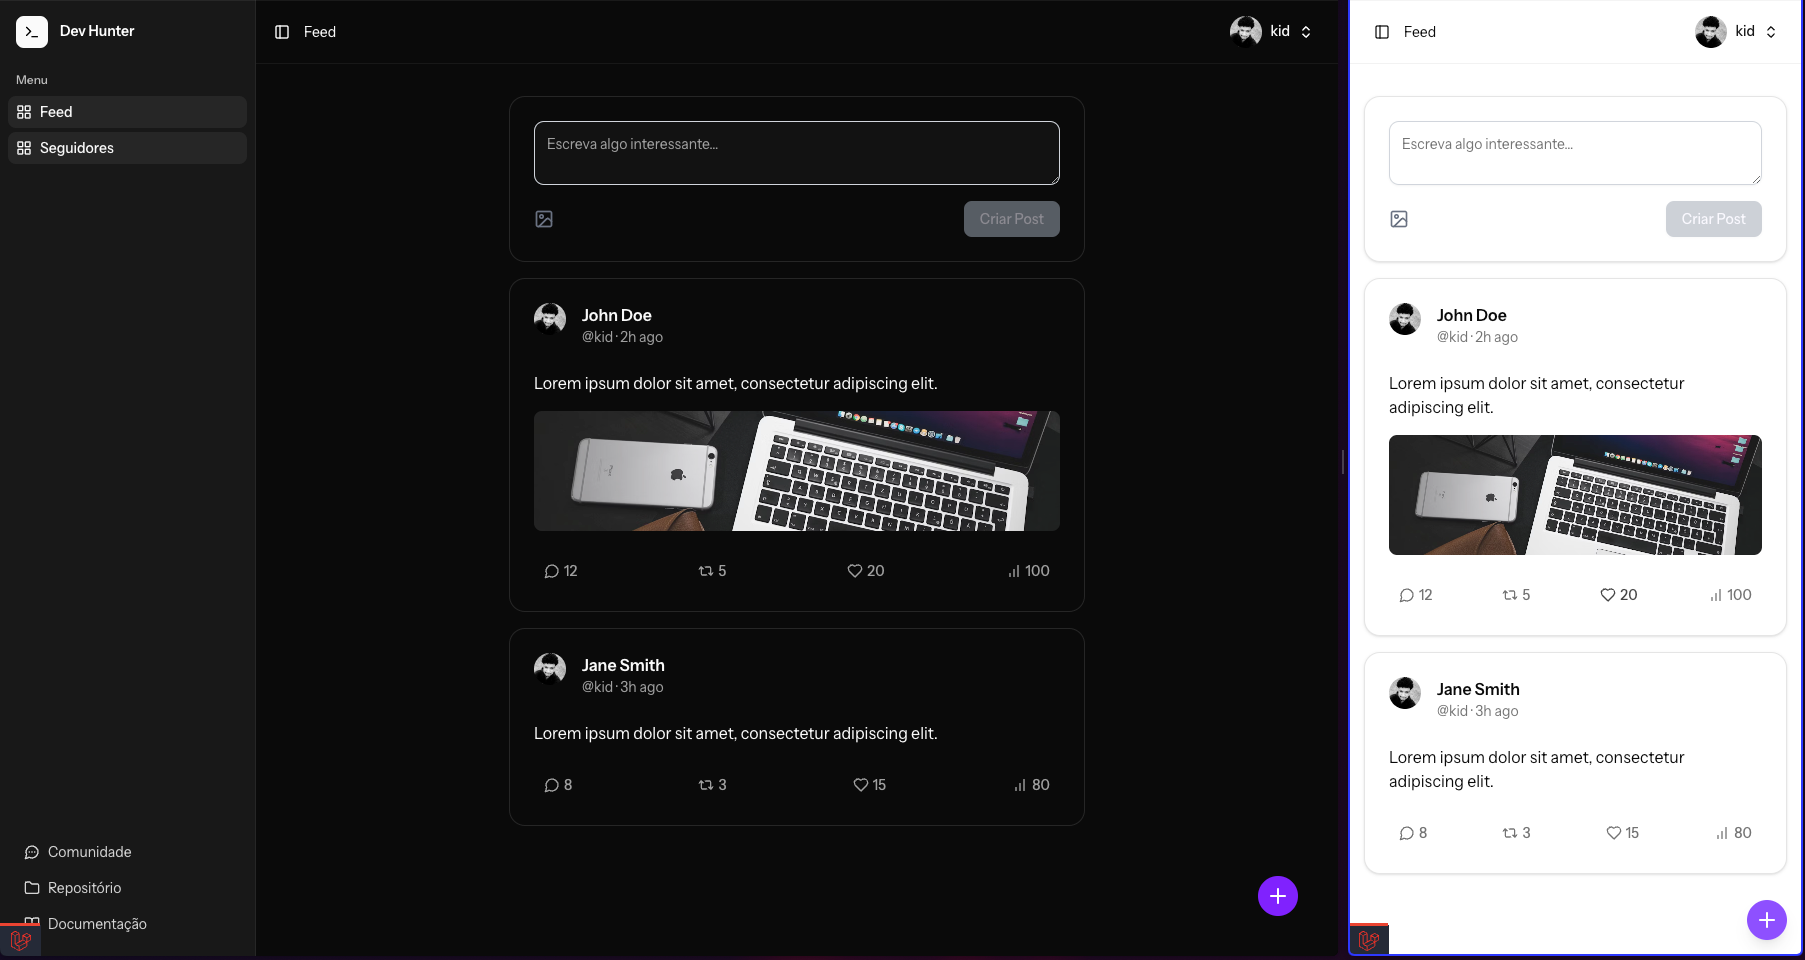 Dev Hunter
Menu
Feed
Seguidores
Comunidade
Repositório
Documentação
Feed
kid
Escreva algo interessante...
Criar Post
John Doe
@kid · 2h ago
Lorem ipsum dolor sit amet, consectetur adipiscing elit.
12 5 20 100
Jane Smith
@kid · 3h ago
Lorem ipsum dolor sit amet, consectetur adipiscing elit.
8 3 15 80
Feed
kid
Escreva algo interessante...
Criar Post
John Doe
@kid · 2h ago
Lorem ipsum dolor sit amet, consectetur
adipiscing elit.
12 5 20 100
Jane Smith
@kid · 3h ago
Lorem ipsum dolor sit amet, consectetur
adipiscing elit.
8 3 15 80